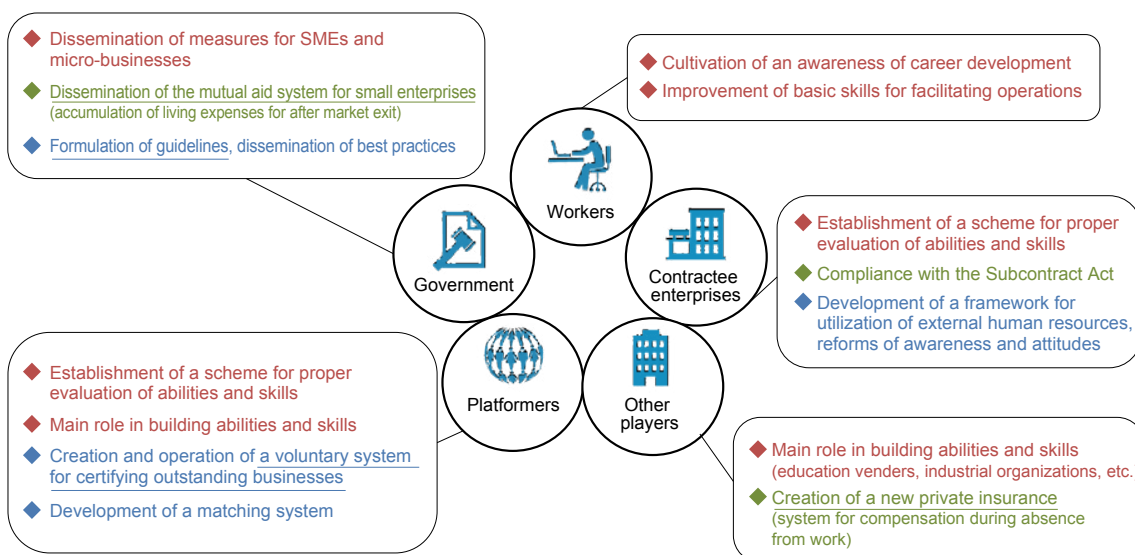 Dissemination of measures for SMEs and
micro-businesses
Dissemination of the mutual aid system for small enterprises
(accumulation of living expenses for after market exit)
Formulation of guidelines, dissemination of best practices
Cultivation of an awareness of career development
Improvement of basic skills for facilitating operations
Workers
Government
Contractee
enterprises
Establishment of a scheme for proper
evaluation of abilities and skills
Compliance with the Subcontract Act
Development of a framework for
utilization of external human resources,
reforms of awareness and attitudes
Platformers
Other
players
Establishment of a scheme for proper
evaluation of abilities and skills
Main role in building abilities and skills
Creation and operation of a voluntary system
for certifying outstanding businesses
Development of a matching system
Main role in building abilities and skills
(education venders, industrial organizations, etc.
Creation of a new private insurance
(system for compensation during absence
from work)